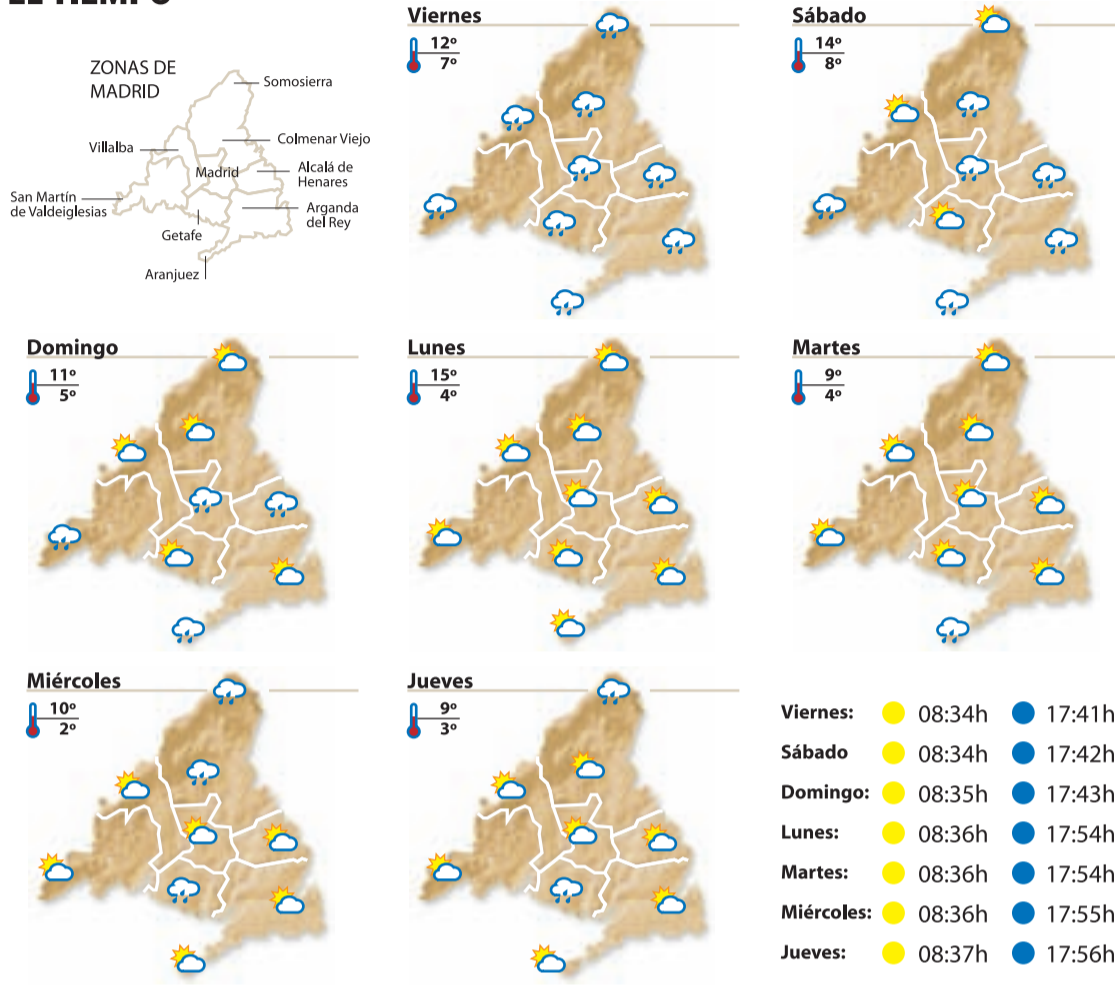 EL TIEMPO
ZONAS DE
MADRID
Somosierra
Colmenar Viejo
Villalba
Madrid
Alcalá de
Henares
San Martín
de Valdeiglesias
Arganda
del Rey
Getafe
Aranjuez
Viernes
12º
7º
Sábado
14º
8º
Domingo
11º
5º
Lunes
15º
4º
Martes
9º
4º
Miércoles
10º
2º
Jueves
9º
3º
Viernes: 08:34h 17:41h
Sábado 08:34h 17:42h
Domingo: 08:35h 17:43h
Lunes: 08:36h 17:54h
Martes: 08:36h 17:54h
Miércoles: 08:36h 17:55h
Jueves: 08:37h 17:56h